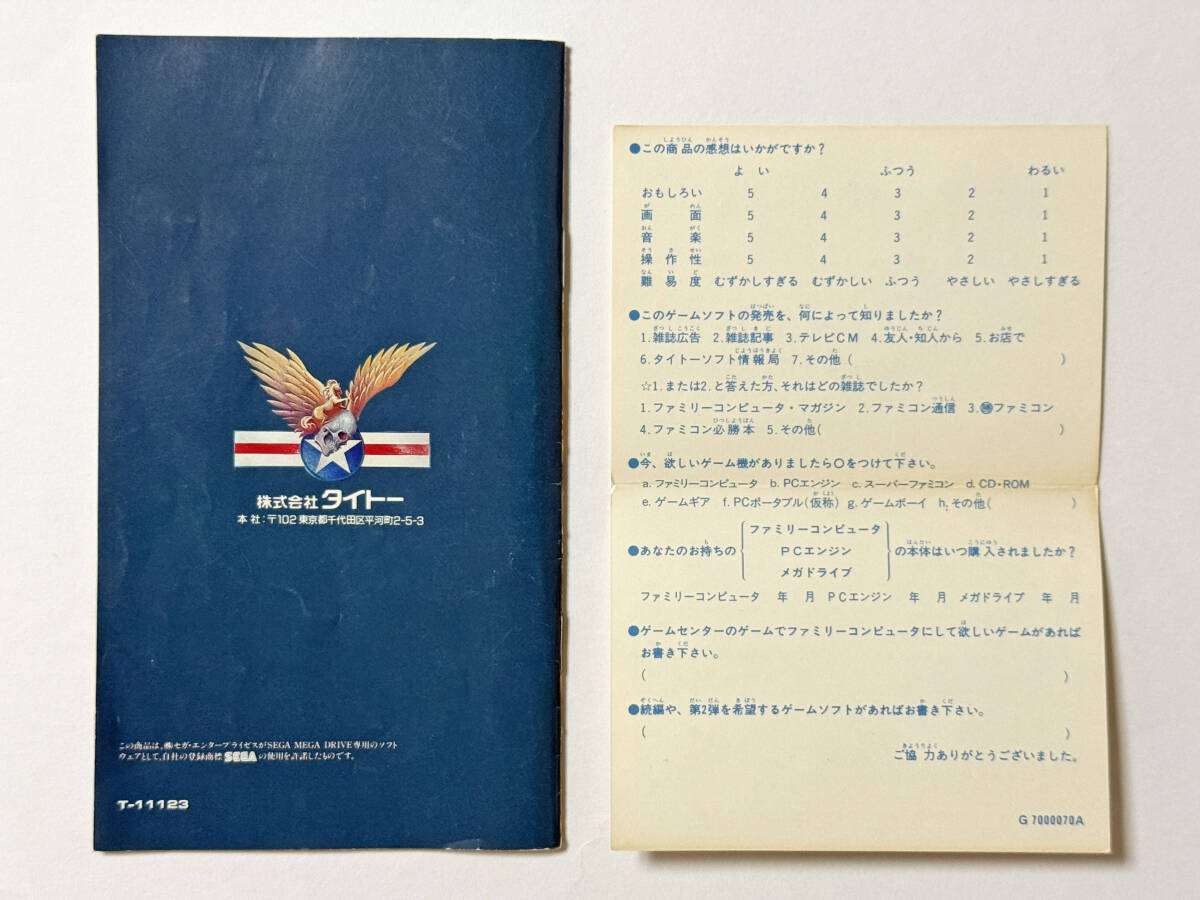 株式会社 タイトー
本社:〒102 東京都千代田区平河町2-5-3
この商品は、㈱セガ・エンタープライゼスがSEGA MEGA DRIVE専用のソフト
ウェアとして、自社の登録商標 SEGA の使用を許諾したものです。
T-11123
●この商品の感想はいかがですか?
よい ふつう わるい
おもしろい 5 4 3 2 1
画面 5 4 3 2 1
音楽 5 4 3 2 1
操作性 5 4 3 2 1
難易度 むずかしすぎる むずかしい ふつう やさしい やさしすぎる
●このゲームソフトの発売を、何によって知りましたか?
1.雑誌広告 2.雑誌記事 3.テレビCM 4.友人・知人から 5.お店で
6.タイトーソフト情報局 7.その他( )
☆1.または2.と答えた方、それはどの雑誌でしたか?
1.ファミリーコンピュータ・マガジン 2.ファミコン通信 3.㊙ファミコン
4.ファミコン必勝本 5.その他( )
●今、欲しいゲーム機がありましたら○をつけて下さい。
a.ファミリーコンピュータ b.PCエンジン c.スーパーファミコン d.CD・ROM
e.ゲームギア f.PCポータブル(仮称) g.ゲームボーイ h.その他( )
●あなたのお持ちの { ファミリーコンピュータ
PCエンジン
メガドライブ } の本体はいつ購入されましたか?
ファミリーコンピュータ 年 月 PCエンジン 年 月 メガドライブ 年 月
●ゲームセンターのゲームでファミリーコンピュータにして欲しいゲームがあれば
お書き下さい。
( )
●続編や、第2弾を希望するゲームソフトがあればお書き下さい。
( )
ご協力ありがとうございました。
G 7000070A